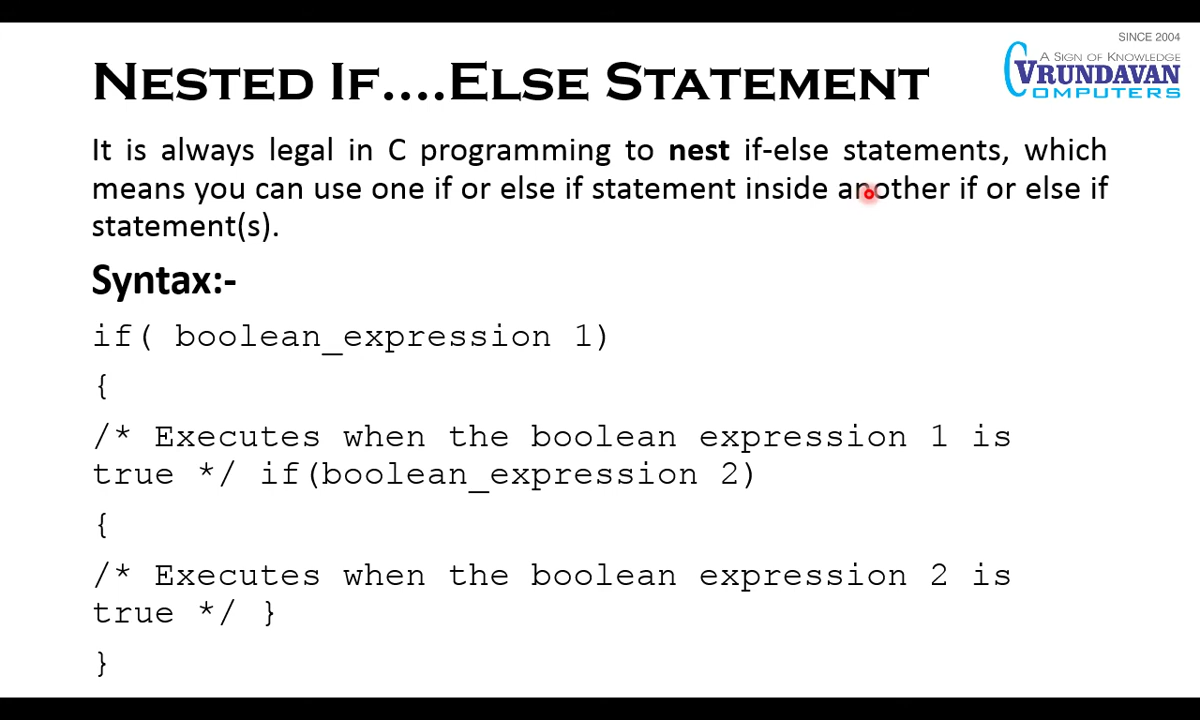 SINCE 2004
A SIGN OF KNOWLEDGE
VRUNDAVAN
COMPUTERS
NESTED IF....ELSE STATEMENT
It is always legal in C programming to nest if-else statements, which
means you can use one if or else if statement inside another if or else if
statement(s).
Syntax:-
if( boolean_expression 1)
{
/* Executes when the boolean expression 1 is
true */ if(boolean_expression 2)
{
/* Executes when the boolean expression 2 is
true */ }
}